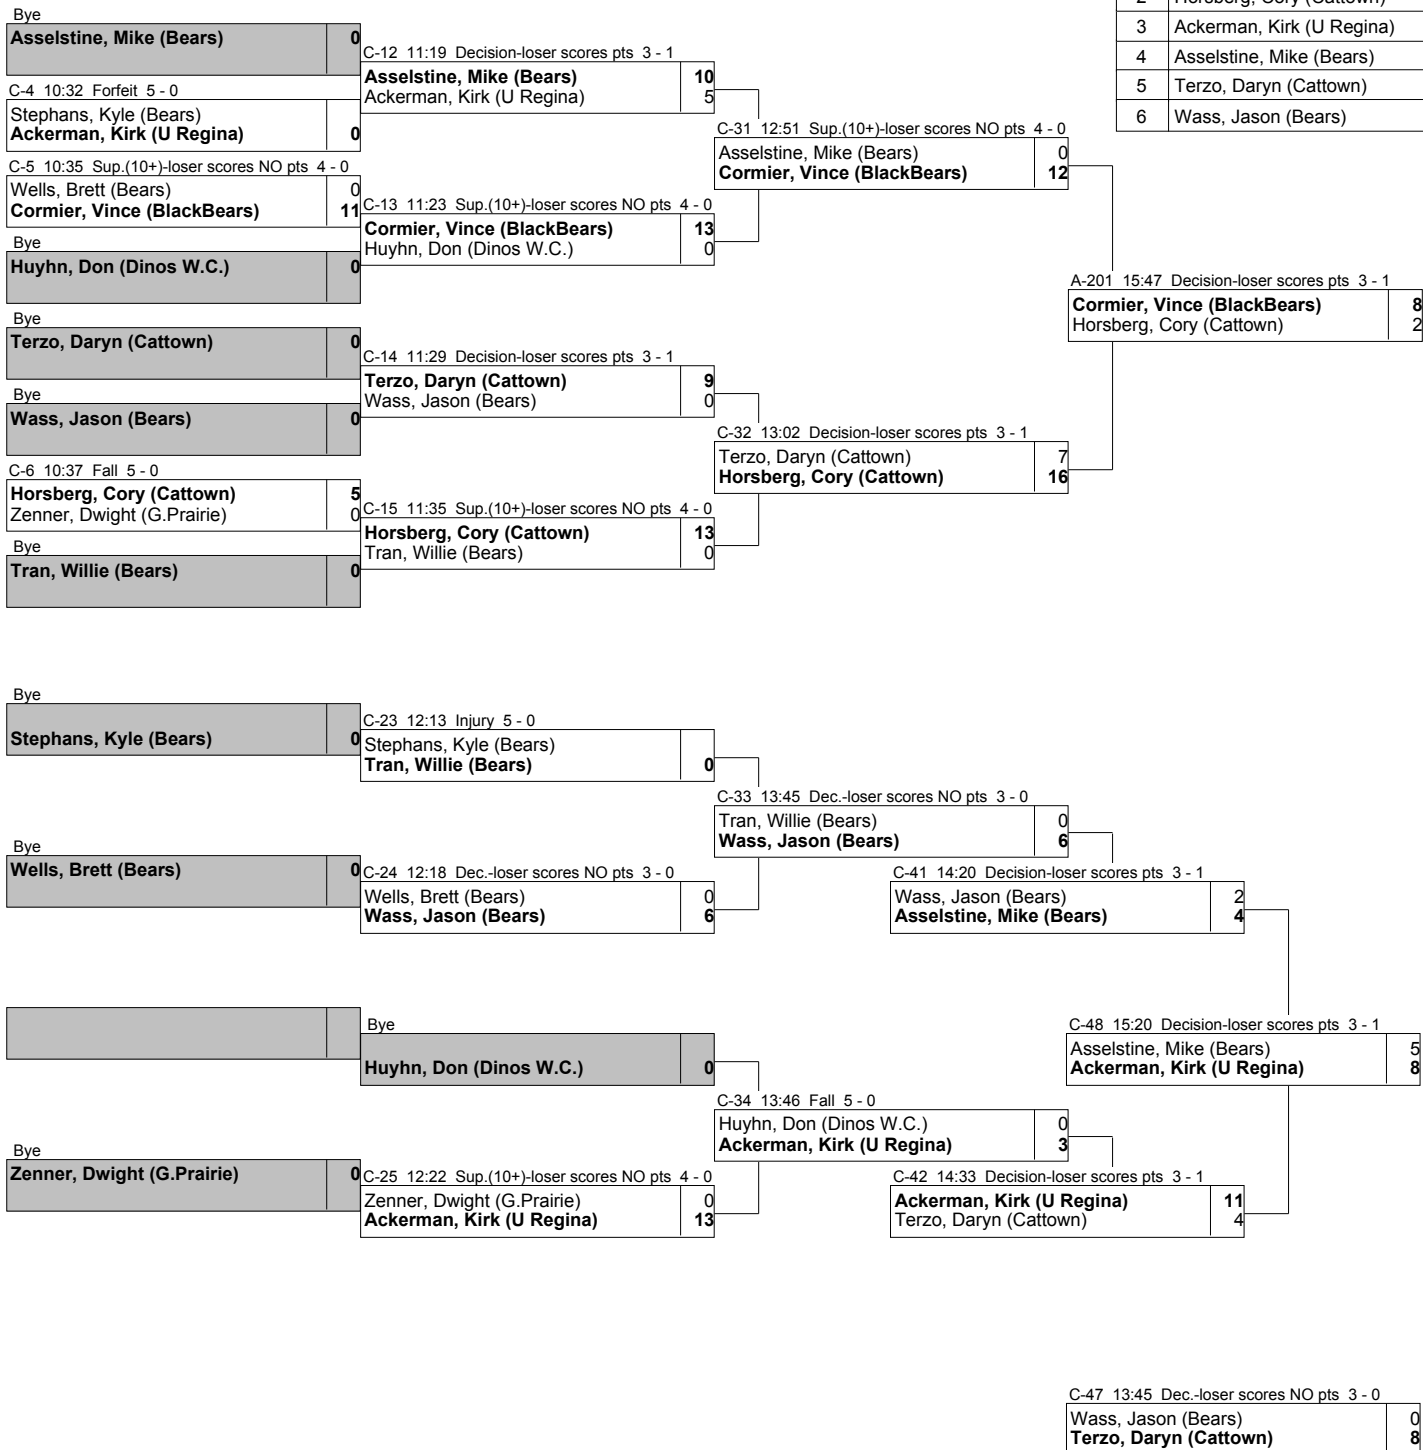 2 Horsberg, Cory (Cattown)
3 Ackerman, Kirk (U Regina)
4 Asselstine, Mike (Bears)
5 Terzo, Daryn (Cattown)
6 Wass, Jason (Bears)
Bye
Asselstine, Mike (Bears) 0
C-4 10:32 Forfeit 5 - 0
Stephans, Kyle (Bears)
Ackerman, Kirk (U Regina) 0
C-5 10:35 Sup.(10+)-loser scores NO pts 4 - 0
Wells, Brett (Bears) 0
Cormier, Vince (BlackBears) 11
Bye
Huyhn, Don (Dinos W.C.) 0
Bye
Terzo, Daryn (Cattown) 0
Bye
Wass, Jason (Bears) 0
C-6 10:37 Fall 5 - 0
Horsberg, Cory (Cattown) 5
Zenner, Dwight (G.Prairie) 0
Bye
Tran, Willie (Bears) 0
C-12 11:19 Decision-loser scores pts 3 - 1
Asselstine, Mike (Bears) 10
Ackerman, Kirk (U Regina) 5
C-13 11:23 Sup.(10+)-loser scores NO pts 4 - 0
Cormier, Vince (BlackBears) 13
Huyhn, Don (Dinos W.C.) 0
C-14 11:29 Decision-loser scores pts 3 - 1
Terzo, Daryn (Cattown) 9
Wass, Jason (Bears) 0
C-15 11:35 Sup.(10+)-loser scores NO pts 4 - 0
Horsberg, Cory (Cattown) 13
Tran, Willie (Bears) 0
C-31 12:51 Sup.(10+)-loser scores NO pts 4 - 0
Asselstine, Mike (Bears) 0
Cormier, Vince (BlackBears) 12
C-32 13:02 Decision-loser scores pts 3 - 1
Terzo, Daryn (Cattown) 7
Horsberg, Cory (Cattown) 16
A-201 15:47 Decision-loser scores pts 3 - 1
Cormier, Vince (BlackBears) 8
Horsberg, Cory (Cattown) 2
Bye
Stephans, Kyle (Bears) 0
Bye
Wells, Brett (Bears) 0
Bye
Zenner, Dwight (G.Prairie) 0
C-23 12:13 Injury 5 - 0
Stephans, Kyle (Bears)
Tran, Willie (Bears) 0
C-24 12:18 Dec.-loser scores NO pts 3 - 0
Wells, Brett (Bears) 0
Wass, Jason (Bears) 6
Bye
Huyhn, Don (Dinos W.C.) 0
C-25 12:22 Sup.(10+)-loser scores NO pts 4 - 0
Zenner, Dwight (G.Prairie) 0
Ackerman, Kirk (U Regina) 13
C-33 13:45 Dec.-loser scores NO pts 3 - 0
Tran, Willie (Bears) 0
Wass, Jason (Bears) 6
C-34 13:46 Fall 5 - 0
Huyhn, Don (Dinos W.C.) 0
Ackerman, Kirk (U Regina) 3
C-41 14:20 Decision-loser scores pts 3 - 1
Wass, Jason (Bears) 2
Asselstine, Mike (Bears) 4
C-42 14:33 Decision-loser scores pts 3 - 1
Ackerman, Kirk (U Regina) 11
Terzo, Daryn (Cattown) 4
C-48 15:20 Decision-loser scores pts 3 - 1
Asselstine, Mike (Bears) 5
Ackerman, Kirk (U Regina) 8
C-47 13:45 Dec.-loser scores NO pts 3 - 0
Wass, Jason (Bears) 0
Terzo, Daryn (Cattown) 8